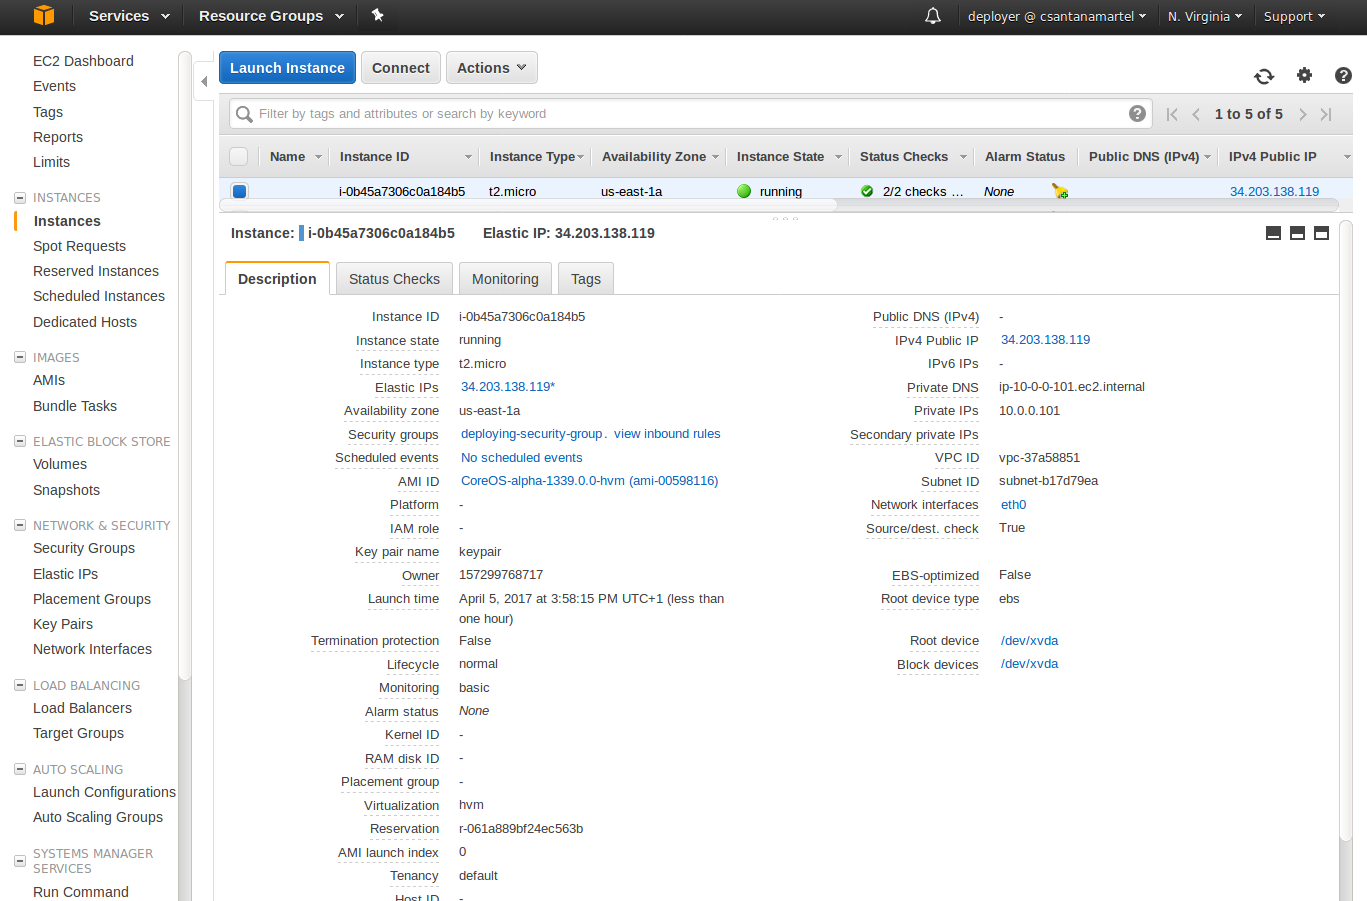 Services Resource Groups deployer @ csantanamartel N. Virginia Support
EC2 Dashboard
Events
Tags
Reports
Limits
INSTANCES
Instances
Spot Requests
Reserved Instances
Scheduled Instances
Dedicated Hosts
IMAGES
AMIs
Bundle Tasks
ELASTIC BLOCK STORE
Volumes
Snapshots
NETWORK & SECURITY
Security Groups
Elastic IPs
Placement Groups
Key Pairs
Network Interfaces
LOAD BALANCING
Load Balancers
Target Groups
AUTO SCALING
Launch Configurations
Auto Scaling Groups
SYSTEMS MANAGER
SERVICES
Run Command
Launch Instance Connect Actions
Filter by tags and attributes or search by keyword 1 to 5 of 5
Name Instance ID Instance Type Availability Zone Instance State Status Checks Alarm Status Public DNS (IPv4) IPv4 Public IP
i-0b45a7306c0a184b5 t2.micro us-east-1a running 2/2 checks ... None 34.203.138.119
Instance: i-0b45a7306c0a184b5 Elastic IP: 34.203.138.119
Description Status Checks Monitoring Tags
Instance ID i-0b45a7306c0a184b5
Instance state running
Instance type t2.micro
Elastic IPs 34.203.138.119*
Availability zone us-east-1a
Security groups deploying-security-group . view inbound rules
Scheduled events No scheduled events
AMI ID CoreOS-alpha-1339.0.0-hvm (ami-00598116)
Platform -
IAM role -
Key pair name keypair
Owner 157299768717
Launch time April 5, 2017 at 3:58:15 PM UTC+1 (less than
one hour)
Termination protection False
Lifecycle normal
Monitoring basic
Alarm status None
Kernel ID -
RAM disk ID -
Placement group -
Virtualization hvm
Reservation r-061a889bf24ec563b
AMI launch index 0
Tenancy default
Host ID -
Public DNS (IPv4) -
IPv4 Public IP 34.203.138.119
IPv6 IPs -
Private DNS ip-10-0-0-101.ec2.internal
Private IPs 10.0.0.101
Secondary private IPs
VPC ID vpc-37a58851
Subnet ID subnet-b17d79ea
Network interfaces eth0
Source/dest. check True
EBS-optimized False
Root device type ebs
Root device /dev/xvda
Block devices /dev/xvda